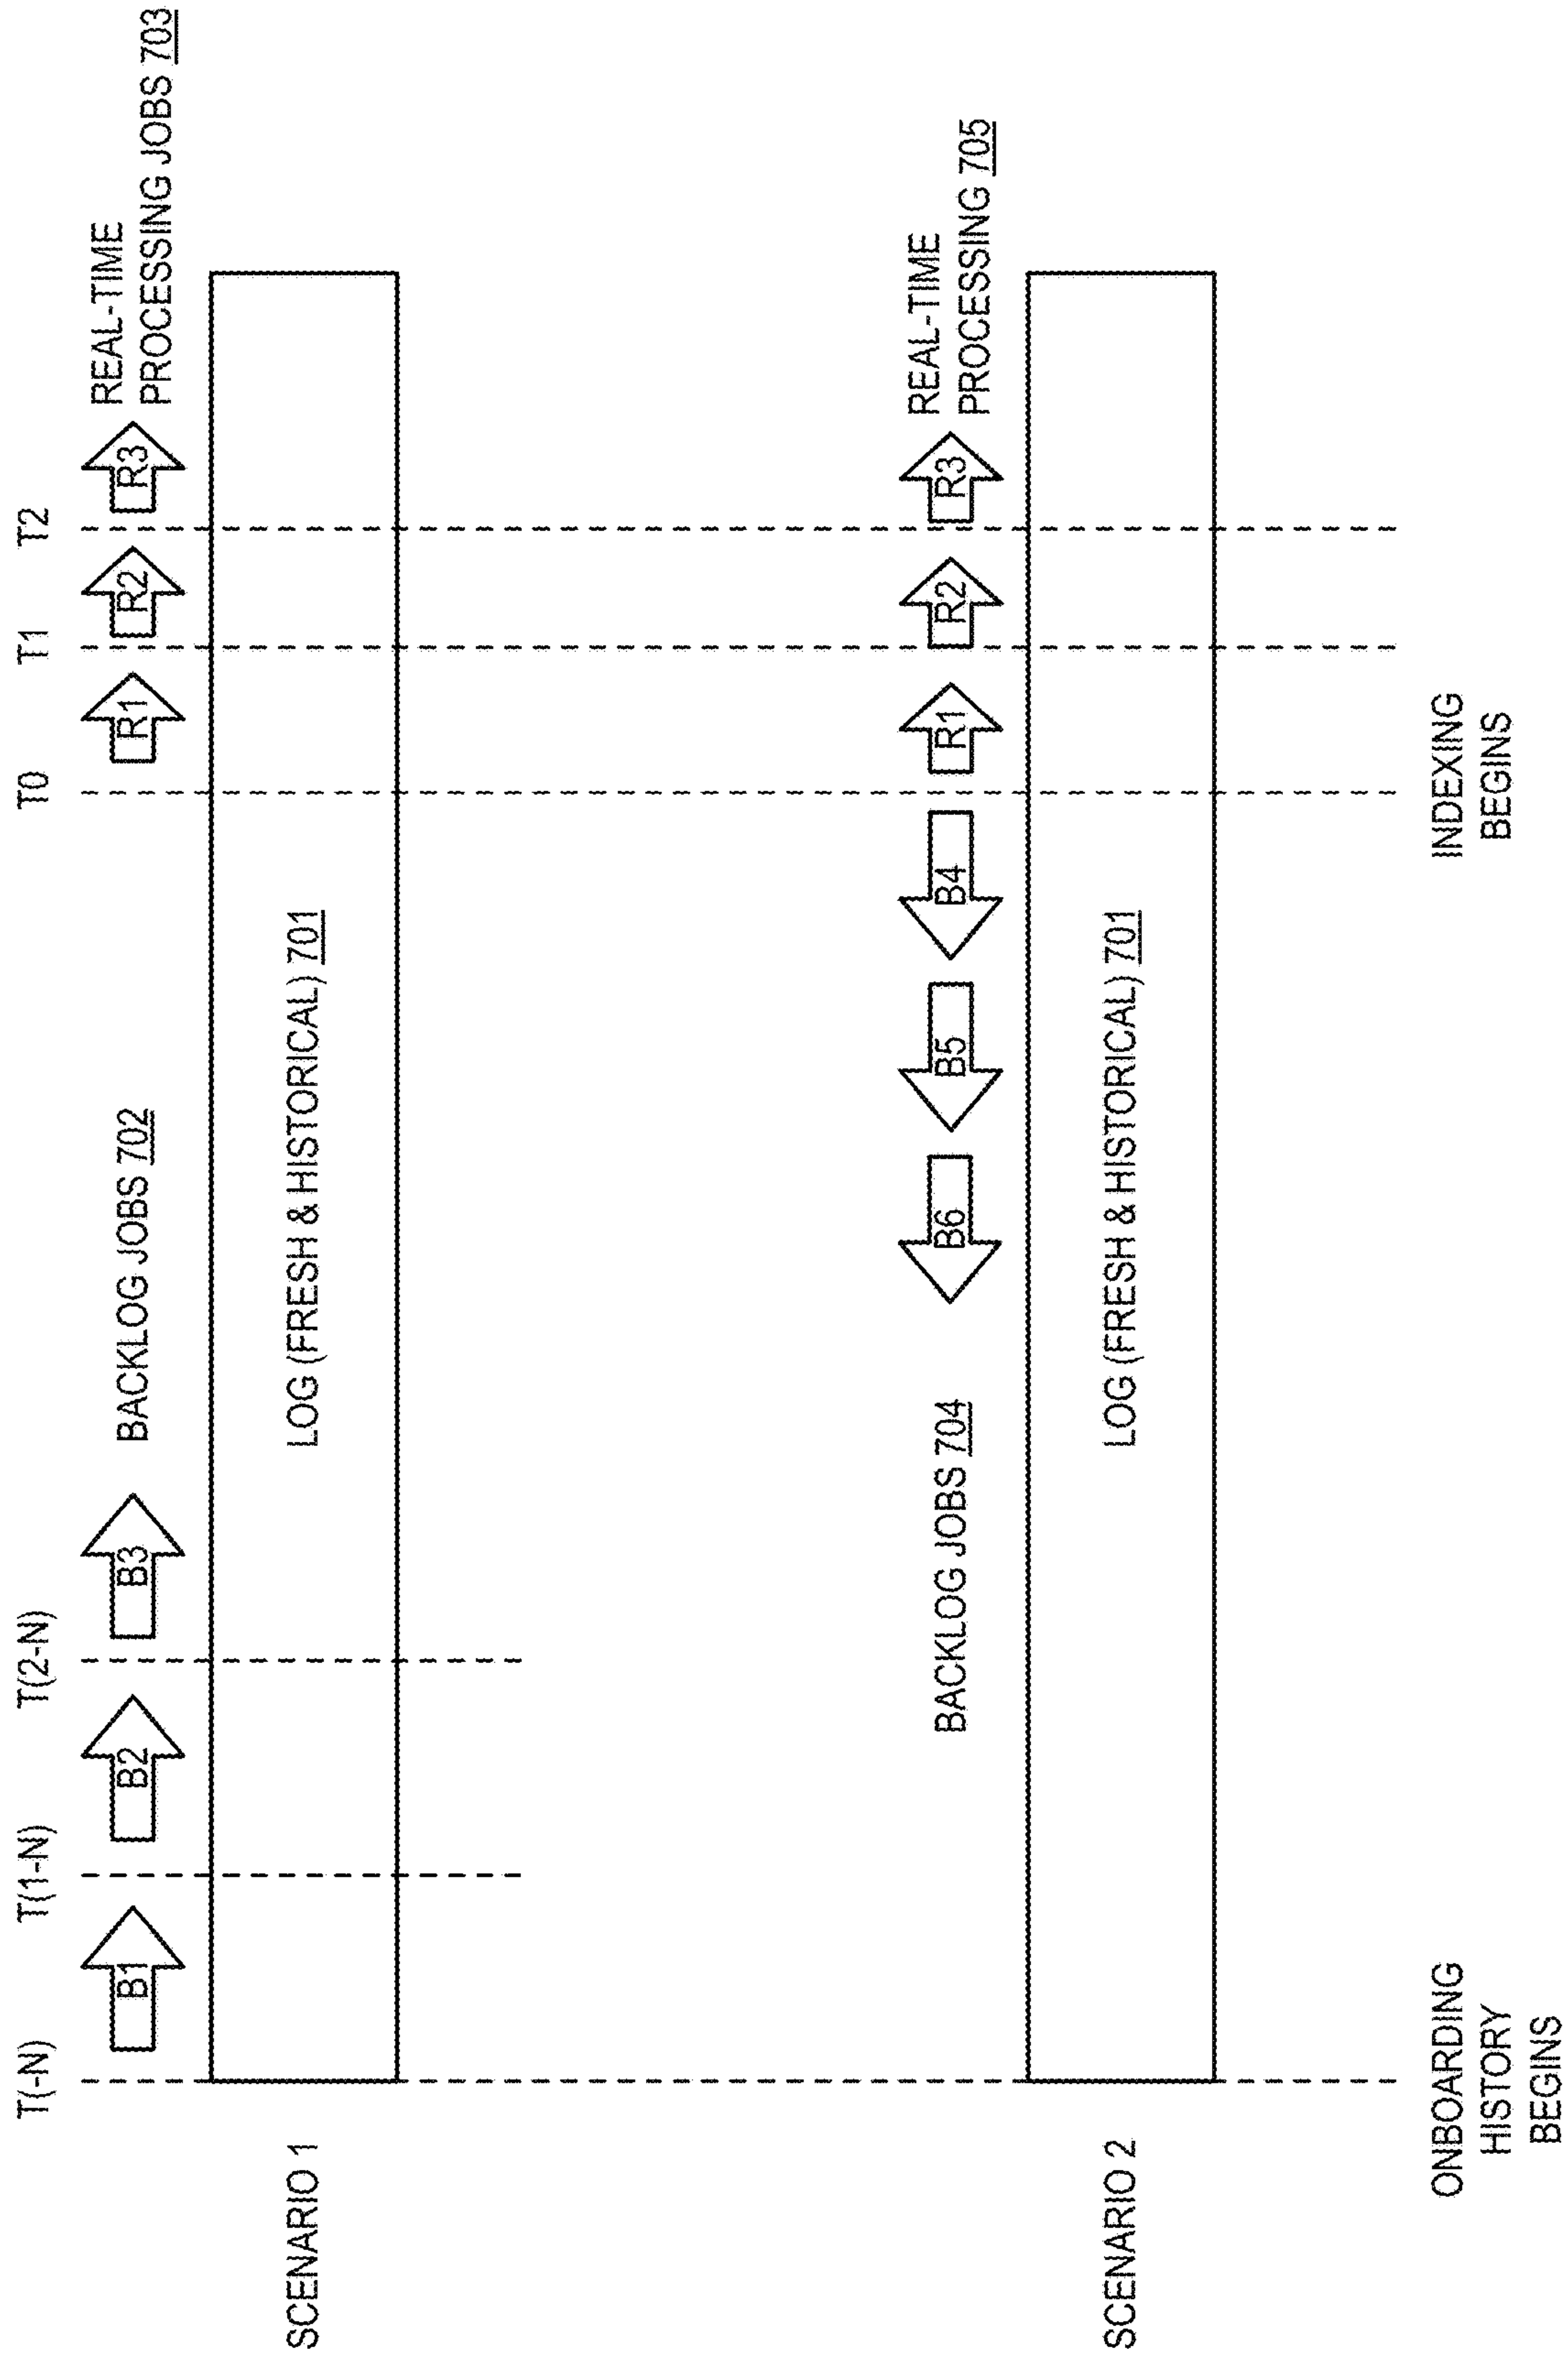 T(-N)
T(1-N)
T(2-N)
T0
T1
T2
B1
B2
B3
BACKLOG JOBS 702
R1
R2
R3
REAL-TIME
PROCESSING JOBS 703
SCENARIO 1
LOG (FRESH & HISTORICAL) 701
BACKLOG JOBS 704
B6
B5
B4
R1
R2
R3
REAL-TIME
PROCESSING 705
SCENARIO 2
LOG (FRESH & HISTORICAL) 701
ONBOARDING
HISTORY
BEGINS
INDEXING
BEGINS